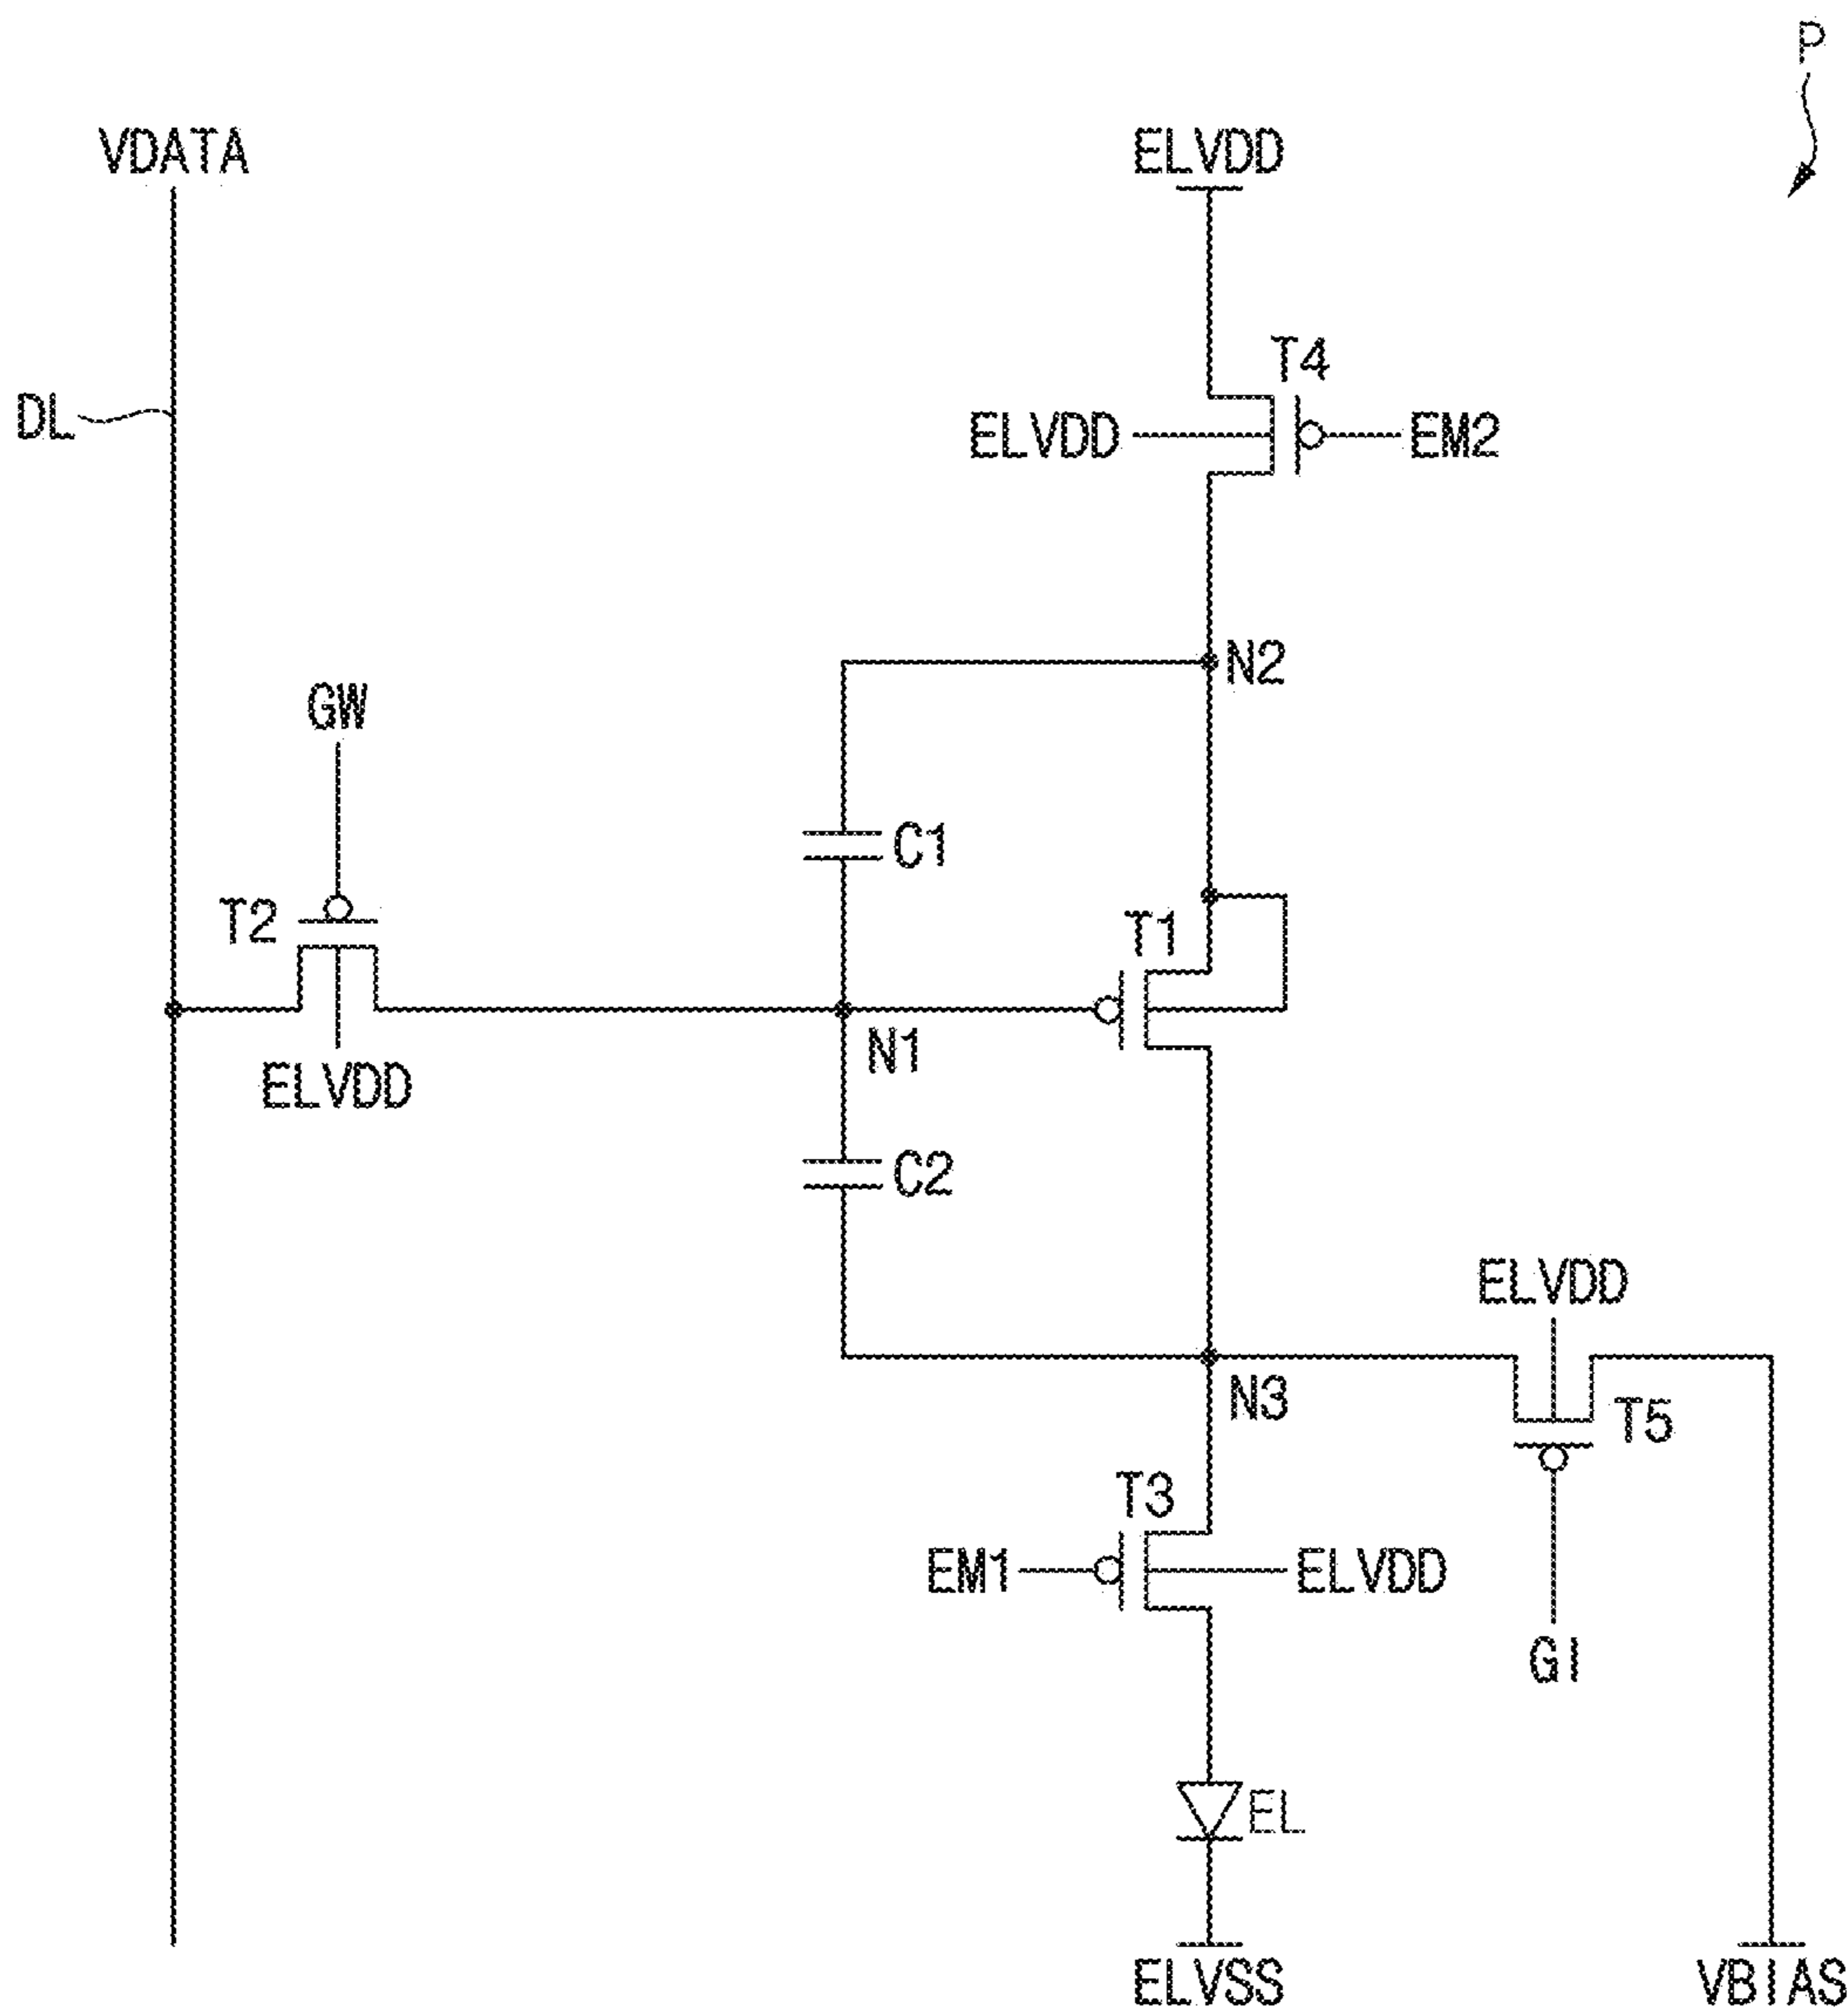 P
VDATA
ELVDD
T4
DL
ELVDD
EM2
N2
GW
C1
T2
T1
N1
ELVDD
C2
ELVDD
N3
T5
T3
EM1
ELVDD
GI
EL
ELVSS
VBIAS